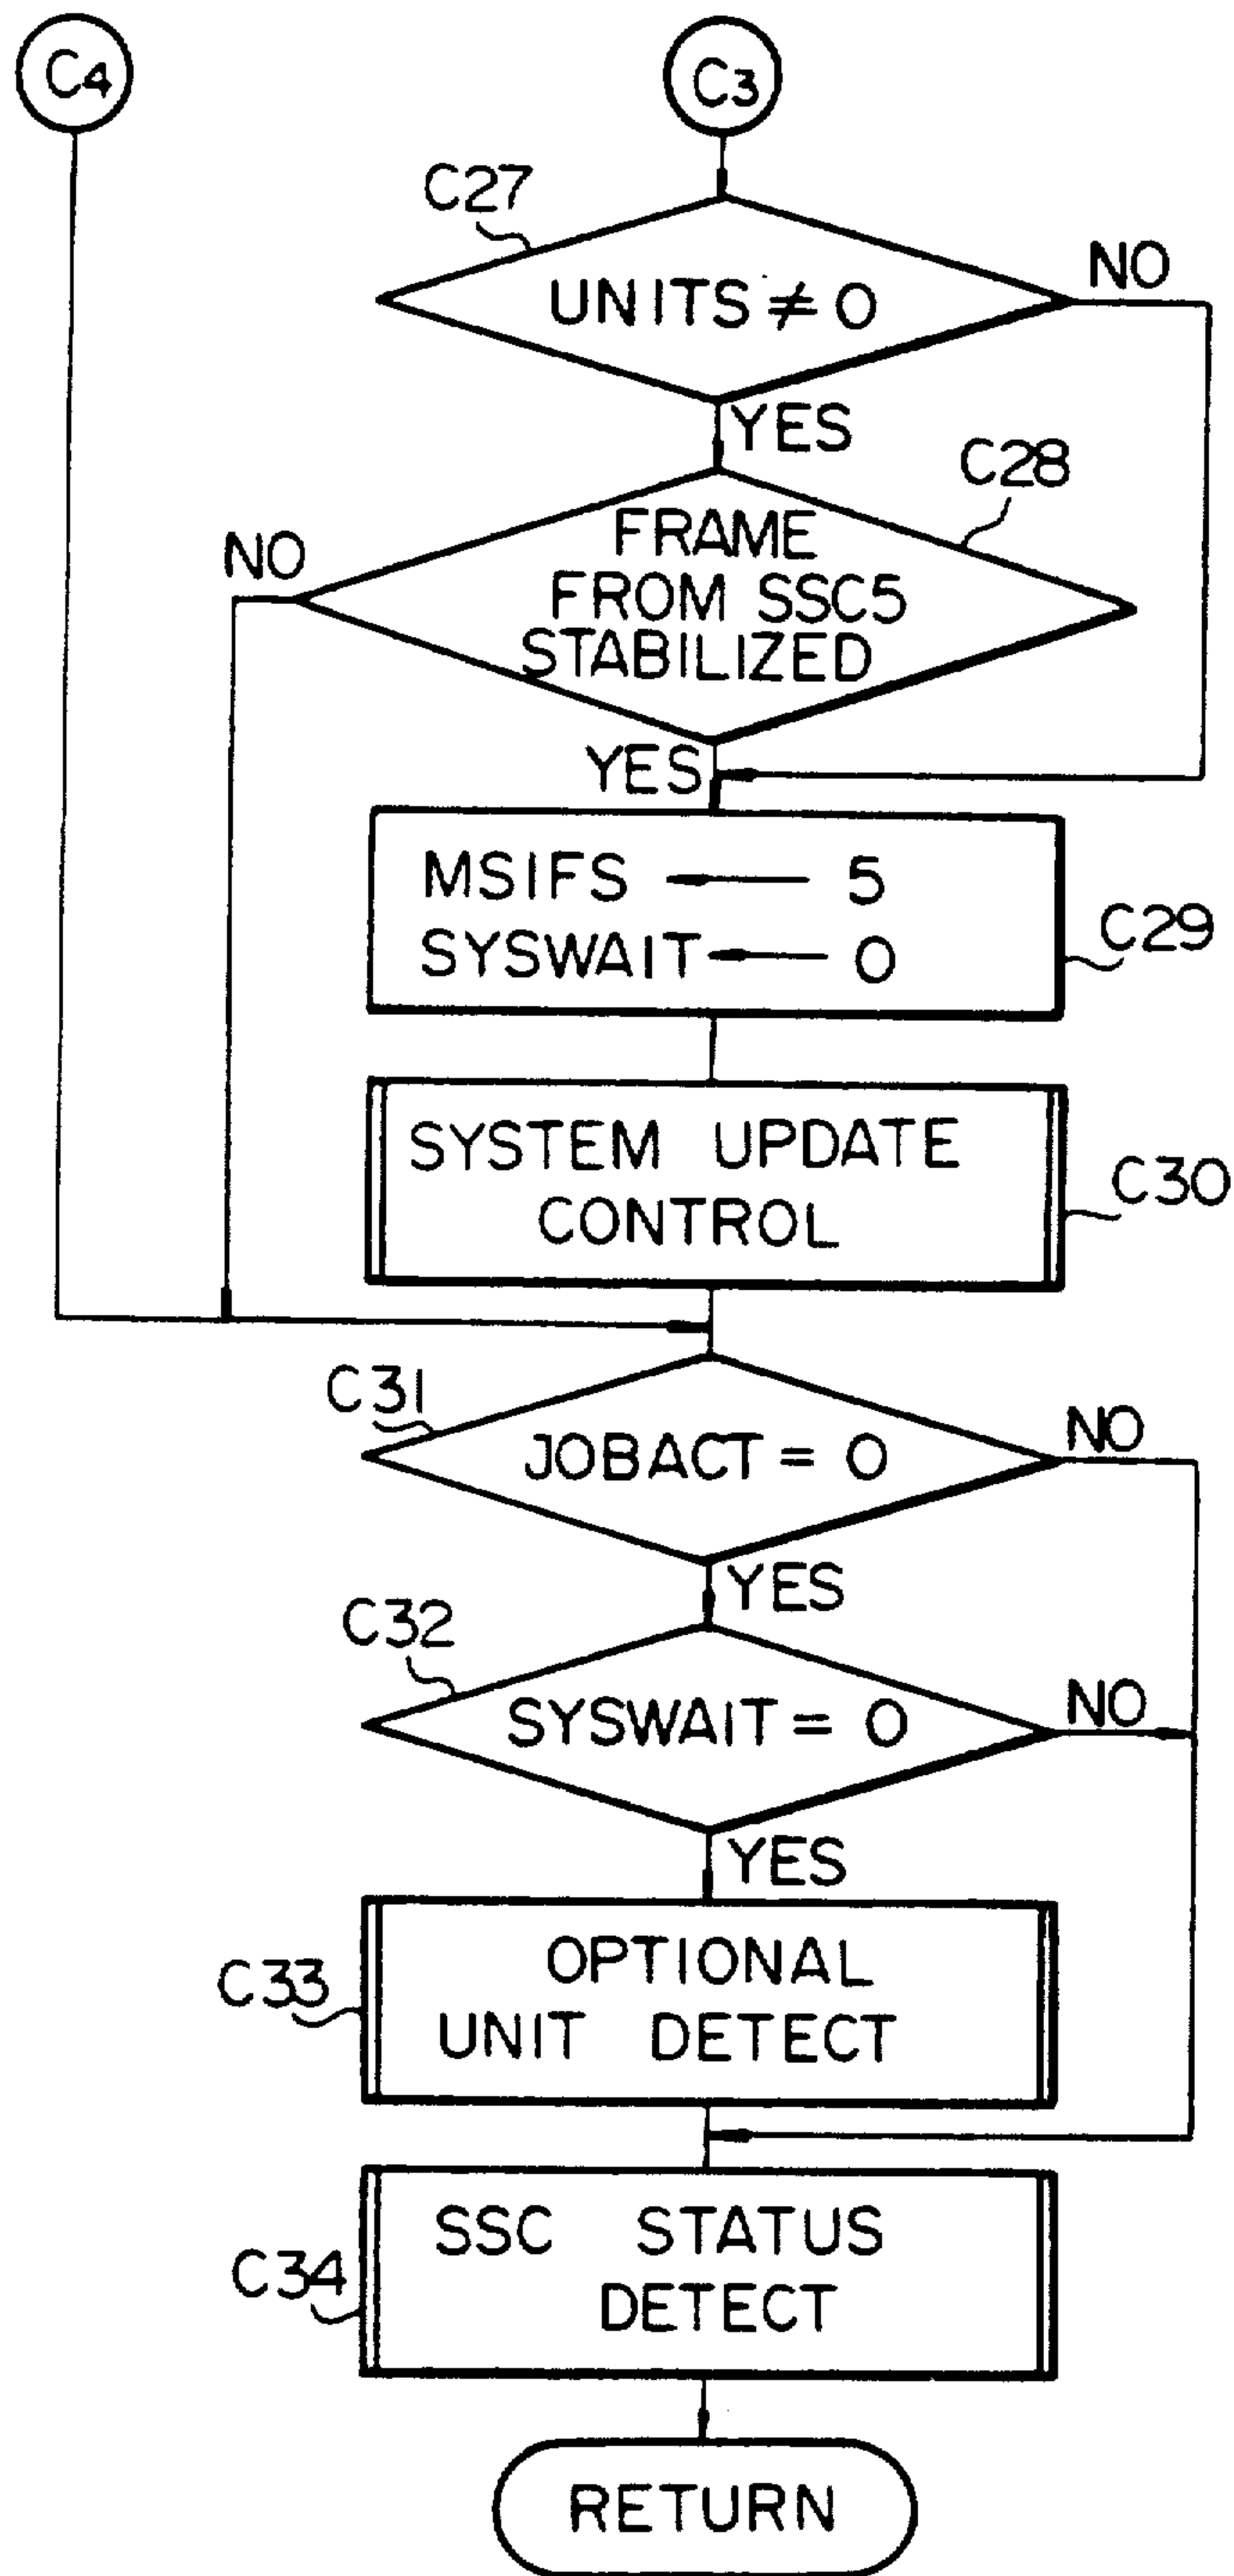 C4
C3
C27
UNITS ≠ 0
NO
YES
C28
FRAME
FROM SSC5
STABILIZED
NO
YES
MSIFS ← 5
SYSWAIT ← 0
C29
SYSTEM UPDATE
CONTROL
C30
C31
JOBACT = 0
NO
YES
C32
SYSWAIT = 0
NO
YES
OPTIONAL
UNIT DETECT
C33
SSC STATUS
DETECT
C34
RETURN